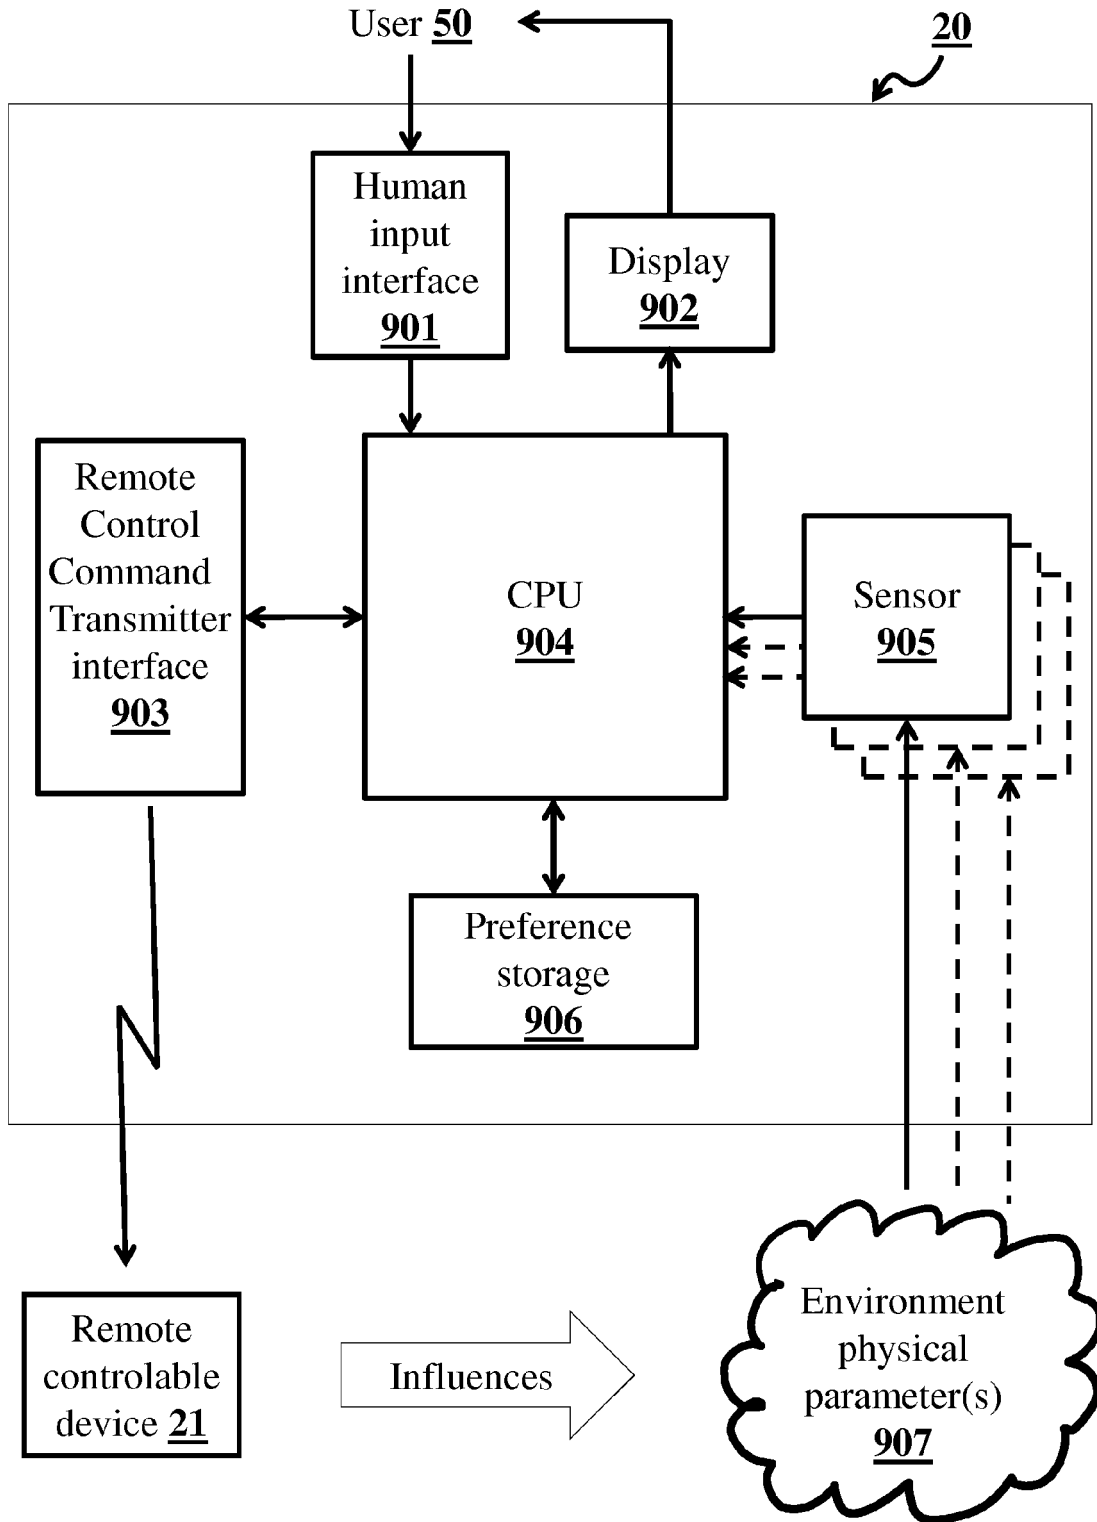 User 50
20
Human
input
interface
901
Display
902
Remote
Control
Command
Transmitter
interface
903
CPU
904
Sensor
905
Preference
storage
906
Remote
controlable
device 21
Influences
Environment
physical
parameter(s)
907